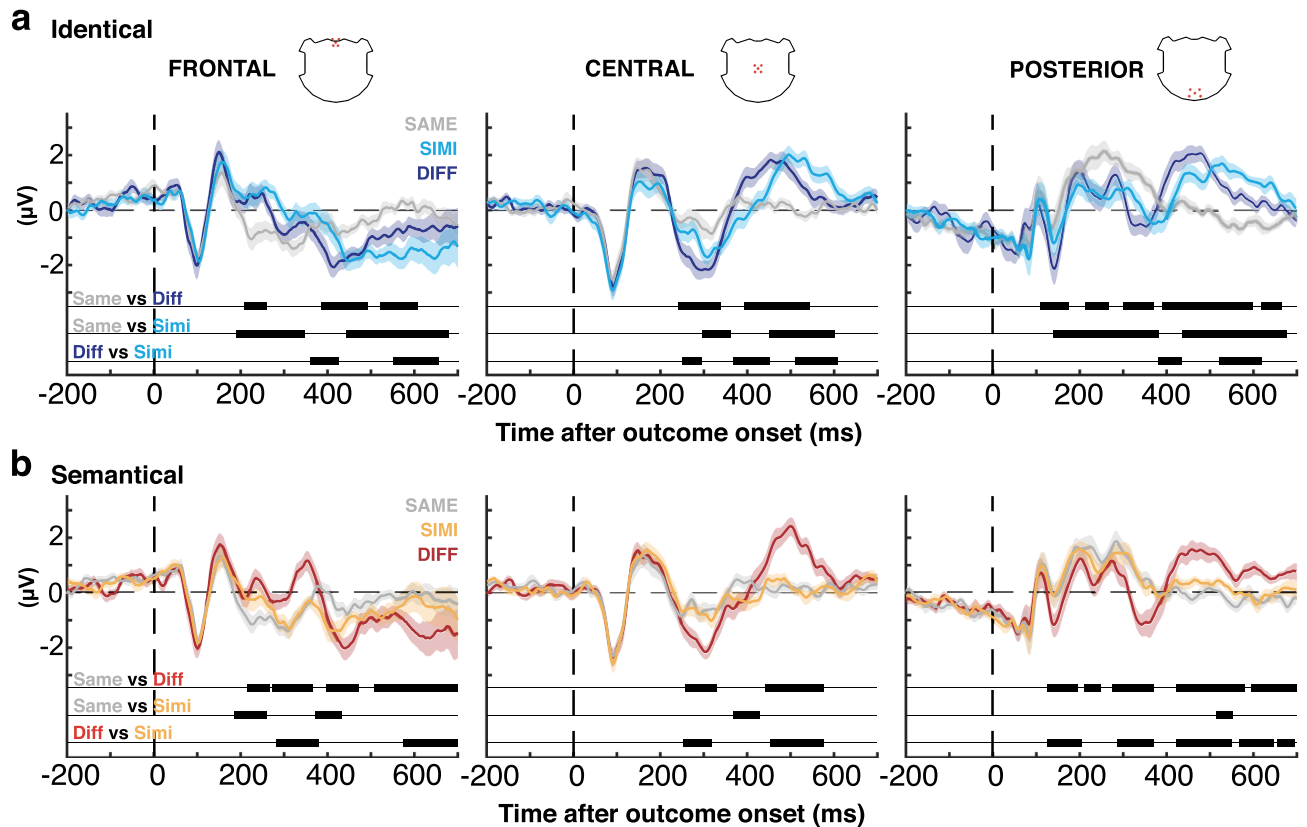 a Identical
FRONTAL CENTRAL POSTERIOR
SAME
SIMI
DIFF
2
0
-2
(µV)
Same vs Diff
Same vs Simi
Diff vs Simi
-200 0 200 400 600 -200 0 200 400 600 -200 0 200 400 600
Time after outcome onset (ms)
b Semantical
SAME
SIMI
DIFF
2
0
-2
(µV)
Same vs Diff
Same vs Simi
Diff vs Simi
-200 0 200 400 600 -200 0 200 400 600 -200 0 200 400 600
Time after outcome onset (ms)